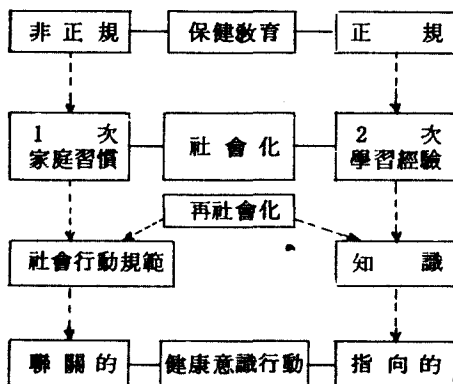 非正規 保健敎育 正規
1次 社會化 2次
家庭習慣 學習經驗
再社會化
社會行動規範 知識
聯關的 健康意識行動 指向的